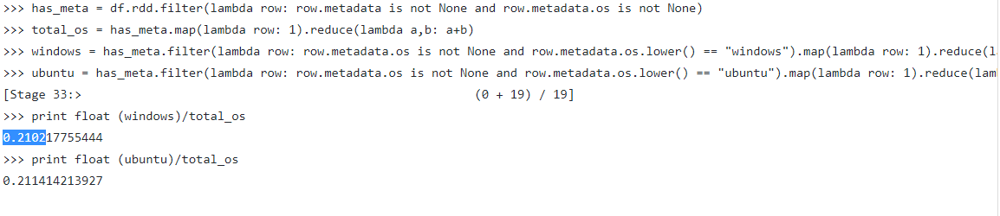 >>> has_meta = df.rdd.filter(lambda row: row.metadata is not None and row.metadata.os is not None)
>>> total_os = has_meta.map(lambda row: 1).reduce(lambda a,b: a+b)
>>> windows = has_meta.filter(lambda row: row.metadata.os is not None and row.metadata.os.lower() == "windows").map(lambda row: 1).reduce(l
>>> ubuntu = has_meta.filter(lambda row: row.metadata.os is not None and row.metadata.os.lower() == "ubuntu").map(lambda row: 1).reduce(lam
[Stage 33:> (0 + 19) / 19]
>>> print float (windows)/total_os
0.210217755444
>>> print float (ubuntu)/total_os
0.211414213927